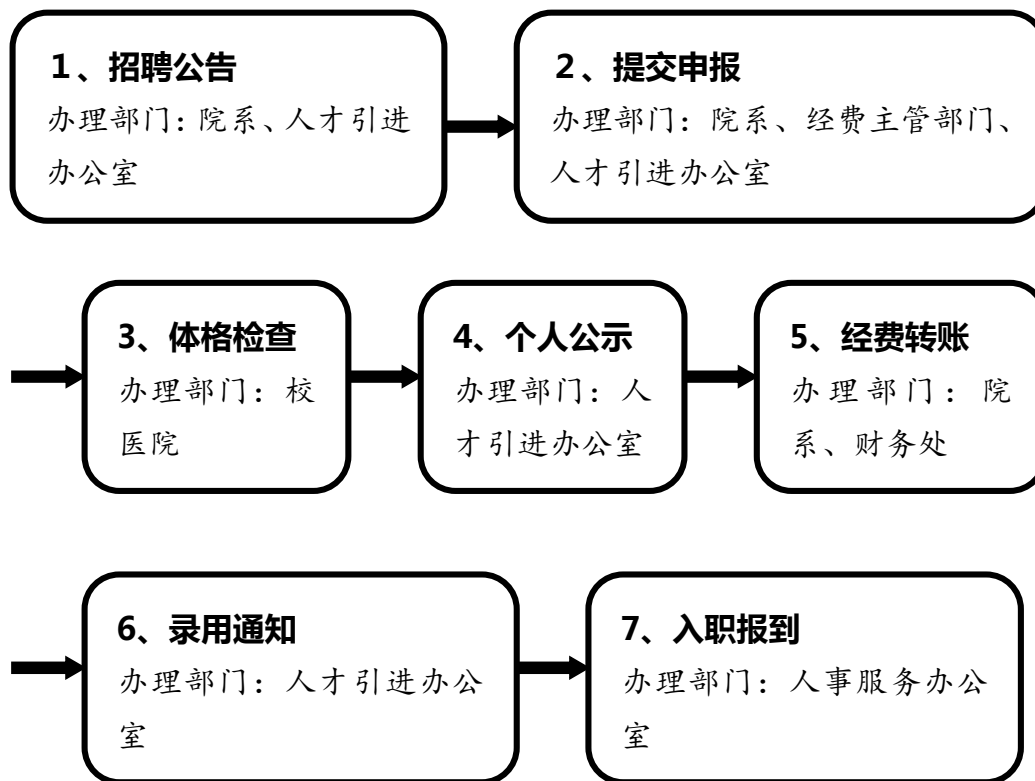 1、招聘公告
办理部门：院系、人才引进
办公室
2、提交申报
办理部门：院系、经费主管部门、
人才引进办公室
3、体格检查
办理部门：校
医院
4、个人公示
办理部门：人
才引进办公室
5、经费转账
办理部门：院
系、财务处
6、录用通知
办理部门：人才引进办公
室
7、入职报到
办理部门：人事服务办公
室